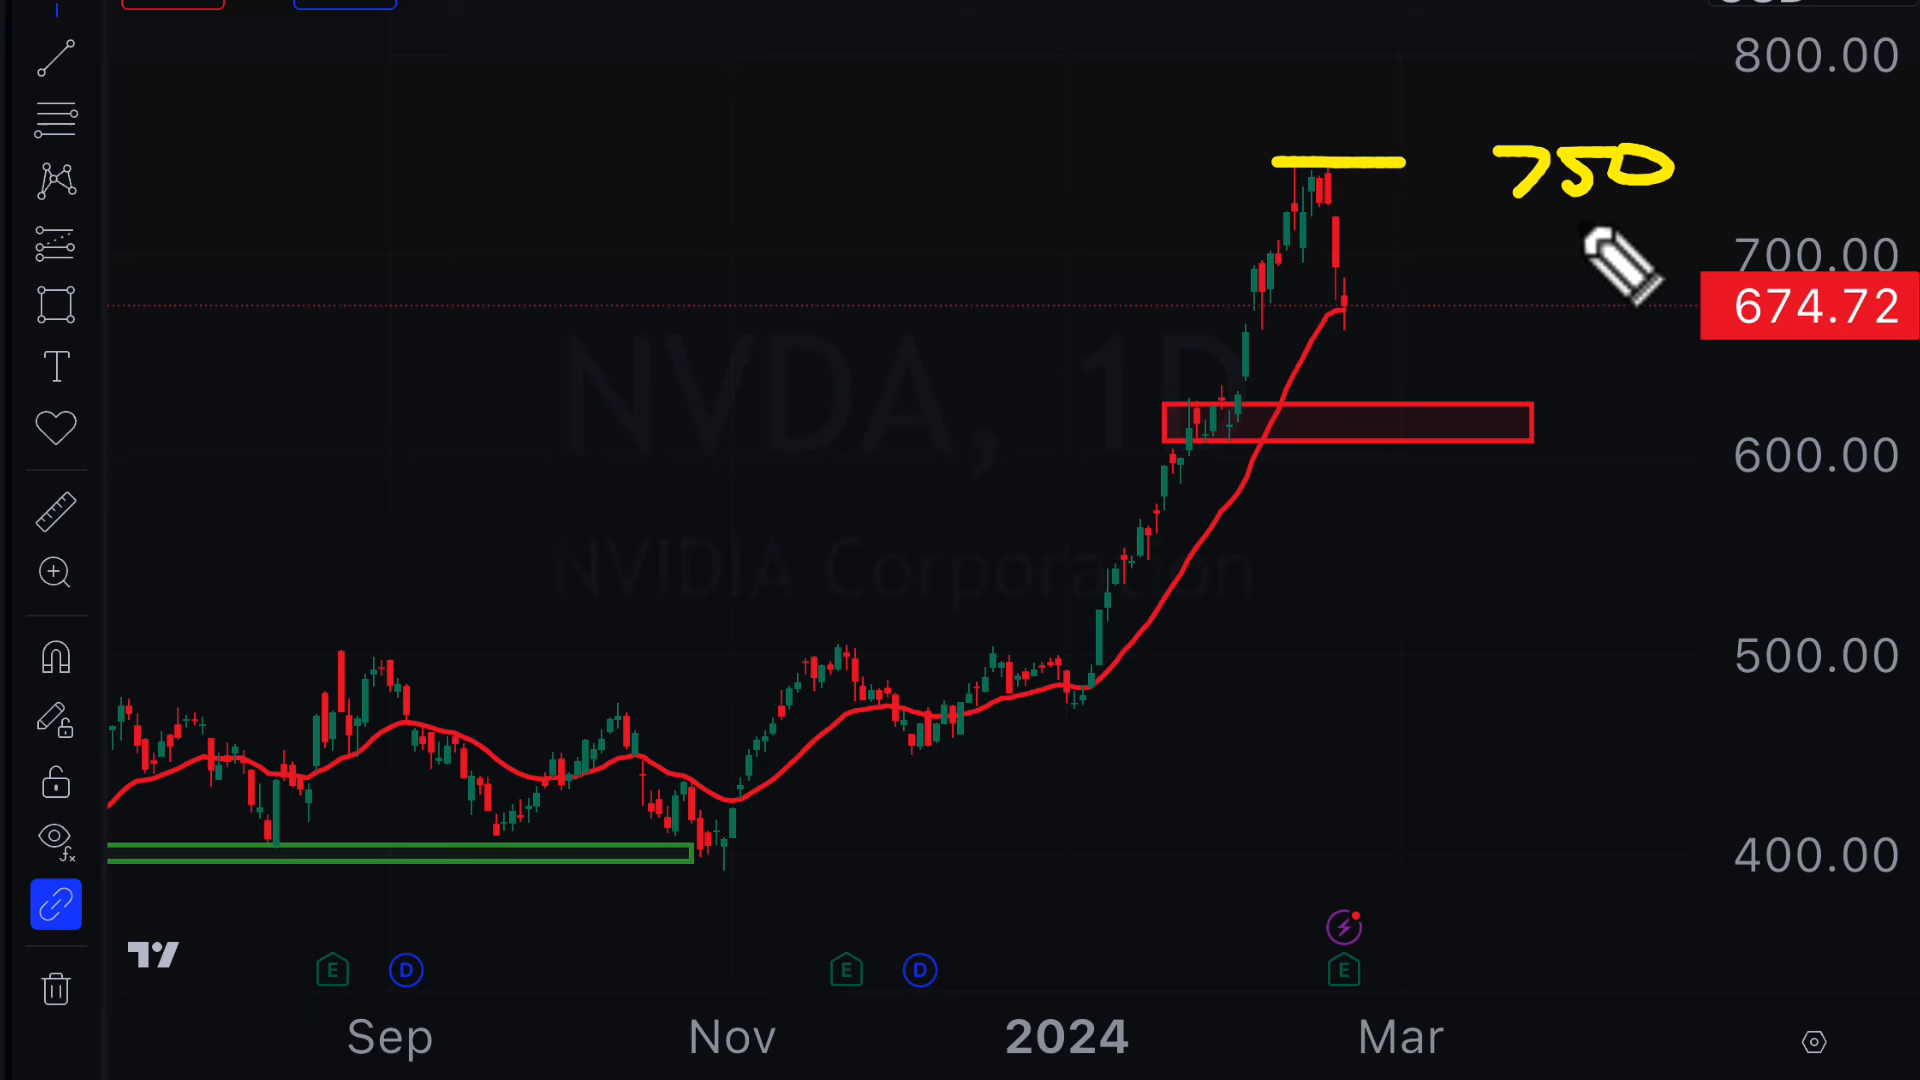 800.00
750
700.00
674.72
NVDA, 1D
600.00
NVIDIA Corporation
500.00
400.00
E D E D E
Sep Nov 2024 Mar